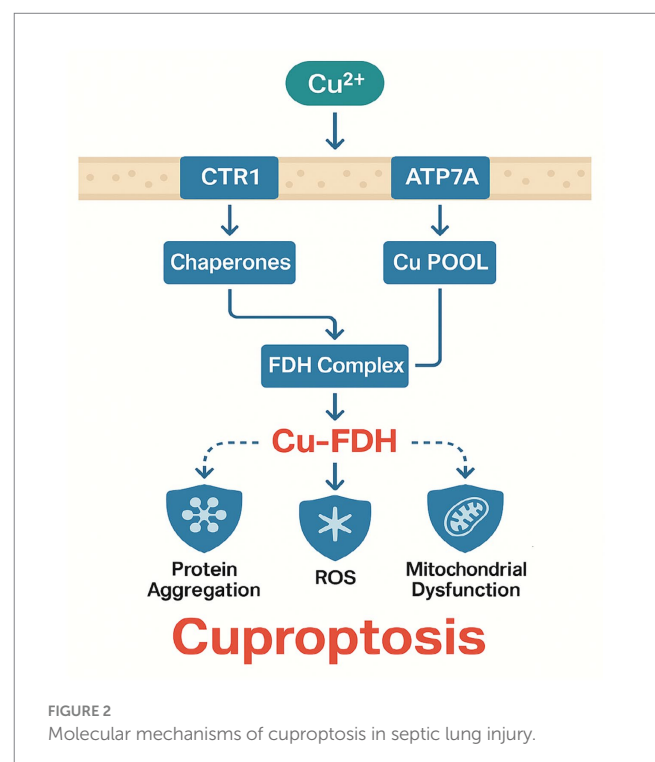 Cu²⁺
CTR1
ATP7A
Chaperones
Cu POOL
FDH Complex
Cu-FDH
Protein
Aggregation
ROS
Mitochondrial
Dysfunction
Cuproptosis
FIGURE 2
Molecular mechanisms of cuproptosis in septic lung injury.